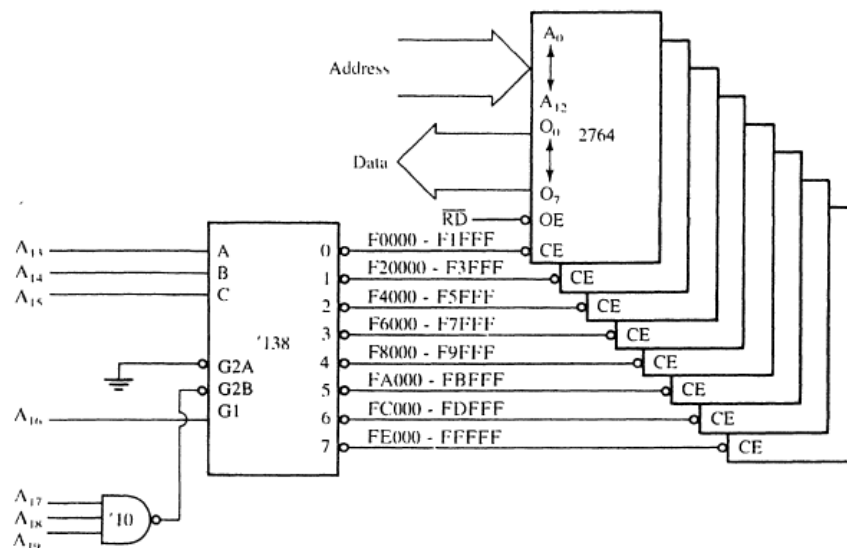 A₀
Address
A₁₂
O₀
2764
Data
O₇
RD
OE
A₁₃
A
0
F0000 - F1FFF
CE
A₁₄
B
1
F20000 - F3FFF
CE
A₁₅
C
2
F4000 - F5FFF
CE
'138
3
F6000 - F7FFF
CE
G2A
4
F8000 - F9FFF
CE
G2B
5
FA000 - FBFFF
CE
A₁₆
G1
6
FC000 - FDFFF
CE
7
FE000 - FFFFF
CE
A₁₇
A₁₈
'10
A₁₉